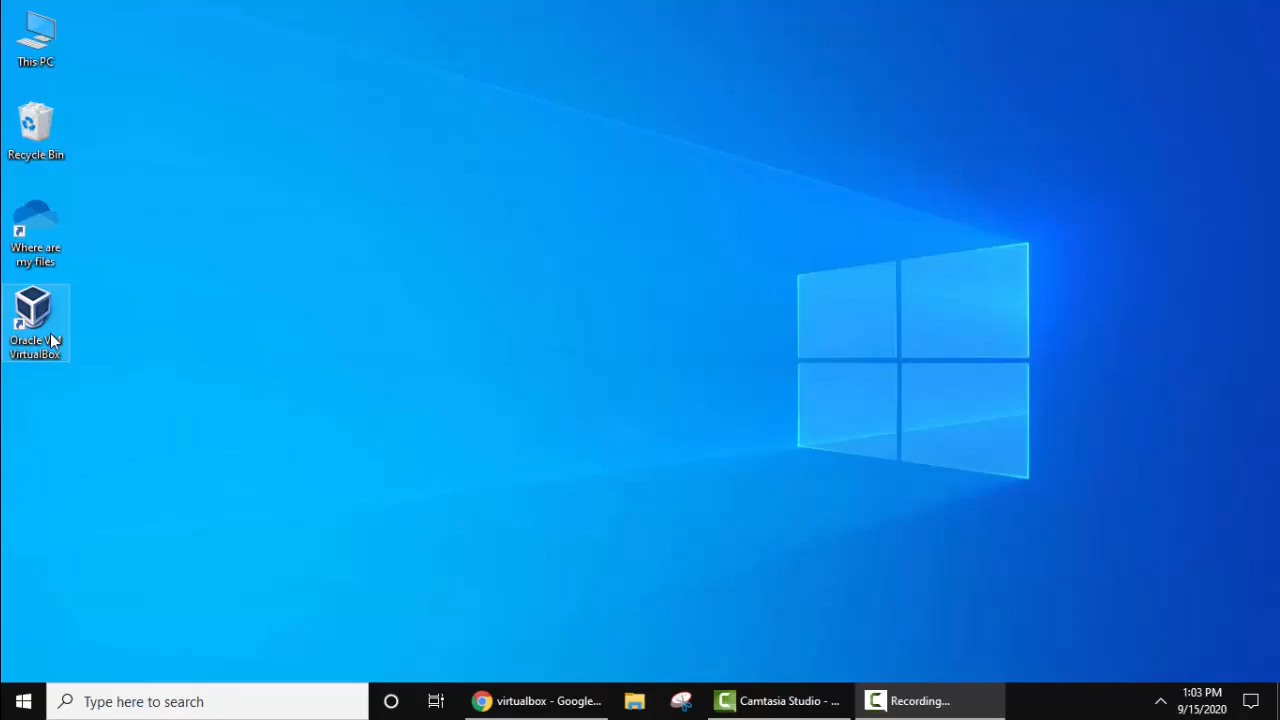 This PC
Recycle Bin
Where are
my files
Oracle
VirtualBox
Type here to search
virtualbox - Google...
Camtasia Studio - ...
Recording...
1:03 PM
9/15/2020